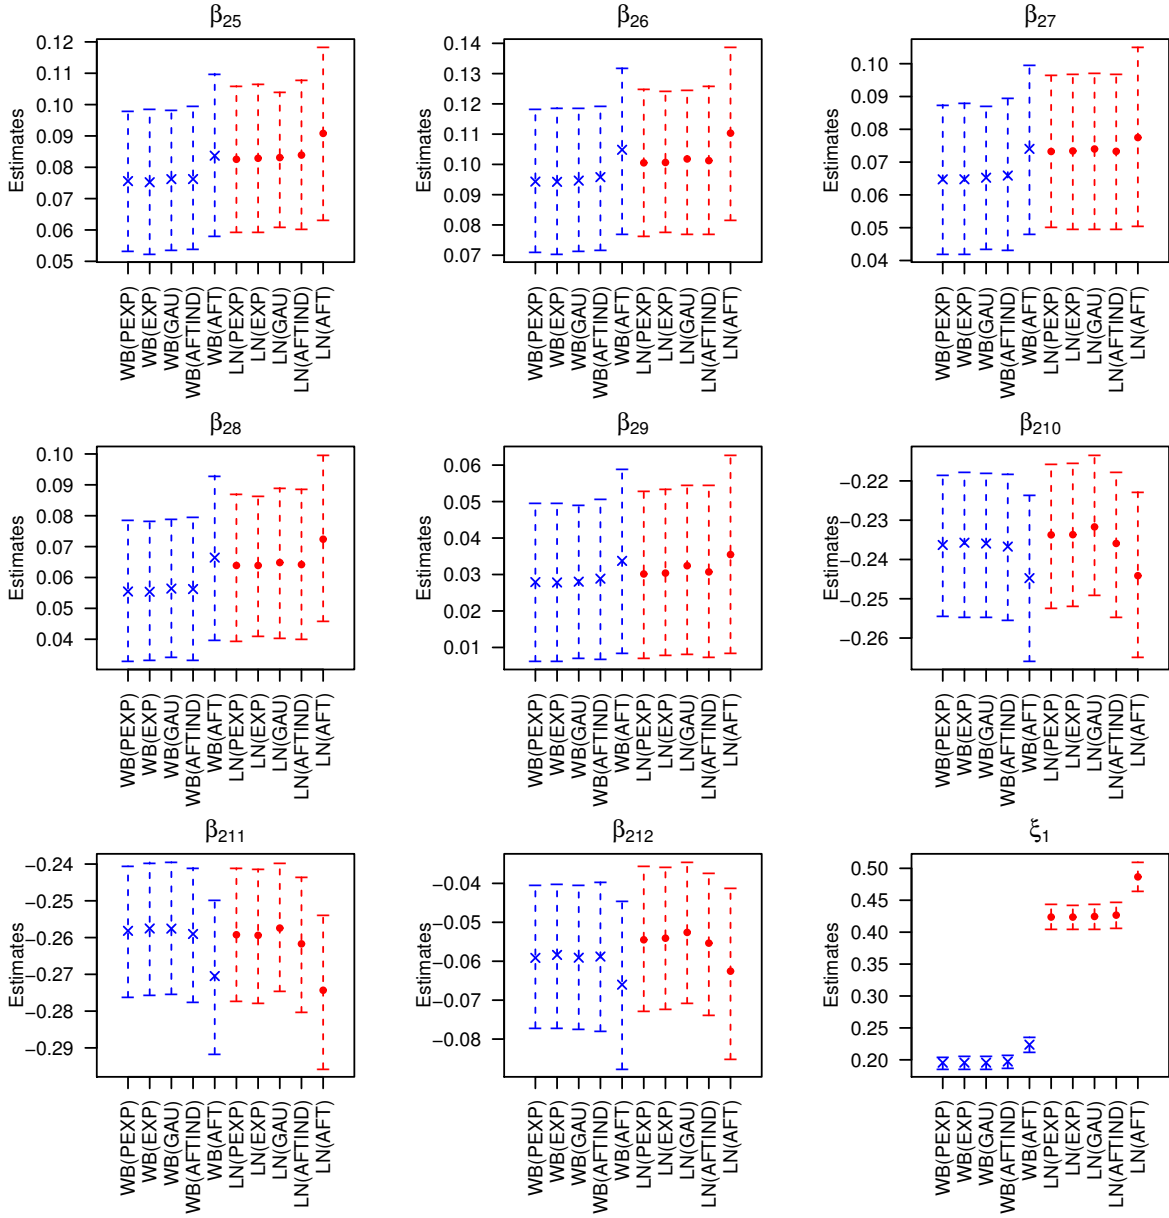 β25
Estimates
0.12
0.11
0.10
0.09
0.08
0.07
0.06
0.05
WB(PEXP)
WB(EXP)
WB(GAU)
WB(AFTIND)
WB(AFT)
LN(PEXP)
LN(EXP)
LN(GAU)
LN(AFTIND)
LN(AFT)
β26
Estimates
0.14
0.13
0.12
0.11
0.10
0.09
0.08
0.07
WB(PEXP)
WB(EXP)
WB(GAU)
WB(AFTIND)
WB(AFT)
LN(PEXP)
LN(EXP)
LN(GAU)
LN(AFTIND)
LN(AFT)
β27
Estimates
0.10
0.09
0.08
0.07
0.06
0.05
0.04
WB(PEXP)
WB(EXP)
WB(GAU)
WB(AFTIND)
WB(AFT)
LN(PEXP)
LN(EXP)
LN(GAU)
LN(AFTIND)
LN(AFT)
β28
Estimates
0.10
0.09
0.08
0.07
0.06
0.05
0.04
WB(PEXP)
WB(EXP)
WB(GAU)
WB(AFTIND)
WB(AFT)
LN(PEXP)
LN(EXP)
LN(GAU)
LN(AFTIND)
LN(AFT)
β29
Estimates
0.06
0.05
0.04
0.03
0.02
0.01
WB(PEXP)
WB(EXP)
WB(GAU)
WB(AFTIND)
WB(AFT)
LN(PEXP)
LN(EXP)
LN(GAU)
LN(AFTIND)
LN(AFT)
β210
Estimates
−0.22
−0.23
−0.24
−0.25
−0.26
WB(PEXP)
WB(EXP)
WB(GAU)
WB(AFTIND)
WB(AFT)
LN(PEXP)
LN(EXP)
LN(GAU)
LN(AFTIND)
LN(AFT)
β211
Estimates
−0.24
−0.25
−0.26
−0.27
−0.28
−0.29
WB(PEXP)
WB(EXP)
WB(GAU)
WB(AFTIND)
WB(AFT)
LN(PEXP)
LN(EXP)
LN(GAU)
LN(AFTIND)
LN(AFT)
β212
Estimates
−0.04
−0.05
−0.06
−0.07
−0.08
WB(PEXP)
WB(EXP)
WB(GAU)
WB(AFTIND)
WB(AFT)
LN(PEXP)
LN(EXP)
LN(GAU)
LN(AFTIND)
LN(AFT)
ξ1
Estimates
0.50
0.45
0.40
0.35
0.30
0.25
0.20
WB(PEXP)
WB(EXP)
WB(GAU)
WB(AFTIND)
WB(AFT)
LN(PEXP)
LN(EXP)
LN(GAU)
LN(AFTIND)
LN(AFT)